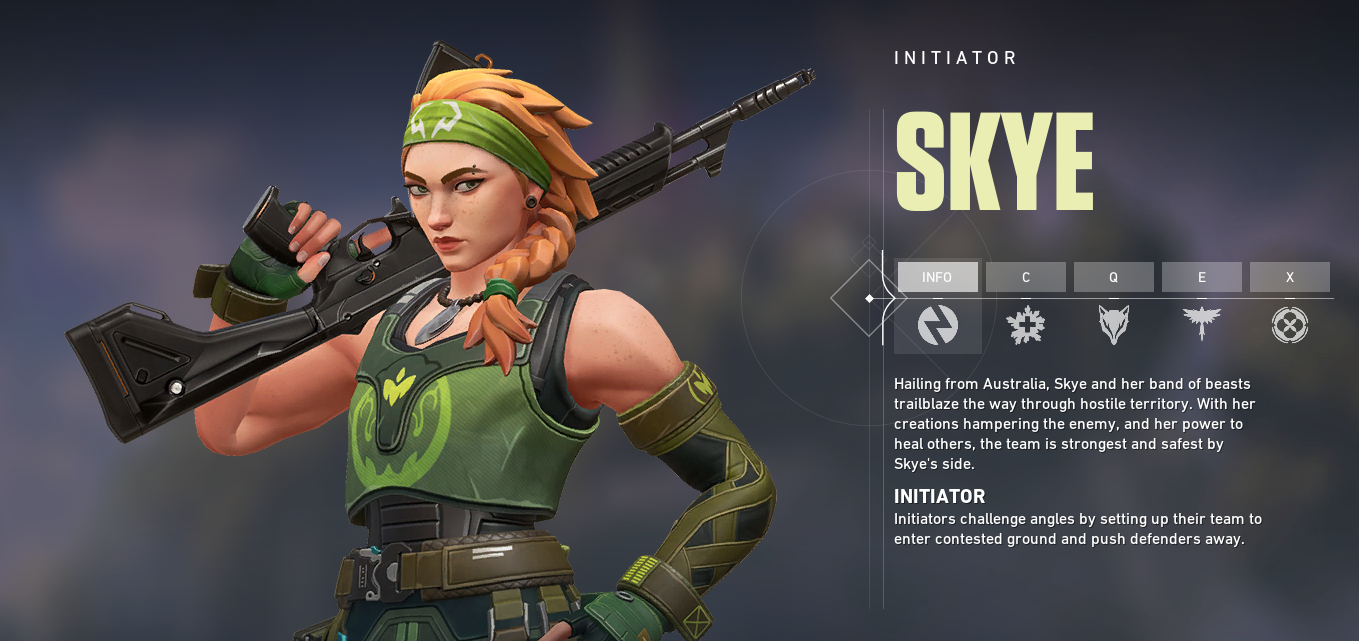 INITIATOR
SKYE
INFO C Q E X
Hailing from Australia, Skye and her band of beasts
trailblaze the way through hostile territory. With her
creations hampering the enemy, and her power to
heal others, the team is strongest and safest by
Skye's side.
INITIATOR
Initiators challenge angles by setting up their team to
enter contested ground and push defenders away.